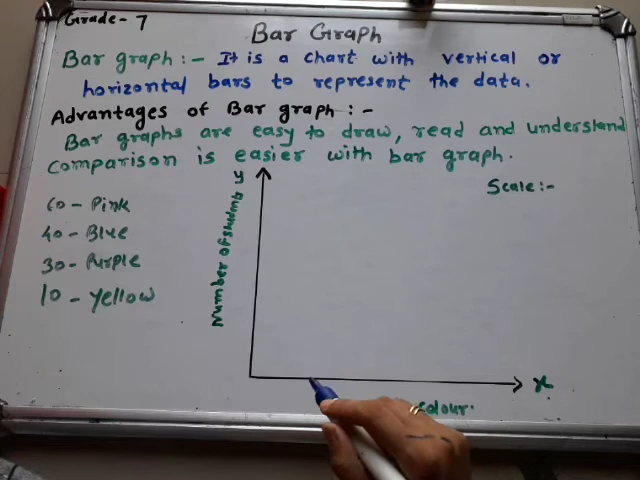 Grade - 7
Bar Graph
Bar graph :- It is a chart with vertical or
horizontal bars to represent the data.
Advantages of Bar graph :-
Bar graphs are easy to draw, read and understand
comparison is easier with bar graph.
60 - Pink
40 - Blue
30 - Purple
10 - Yellow
y
Number of students
Scale :-
x
colour.